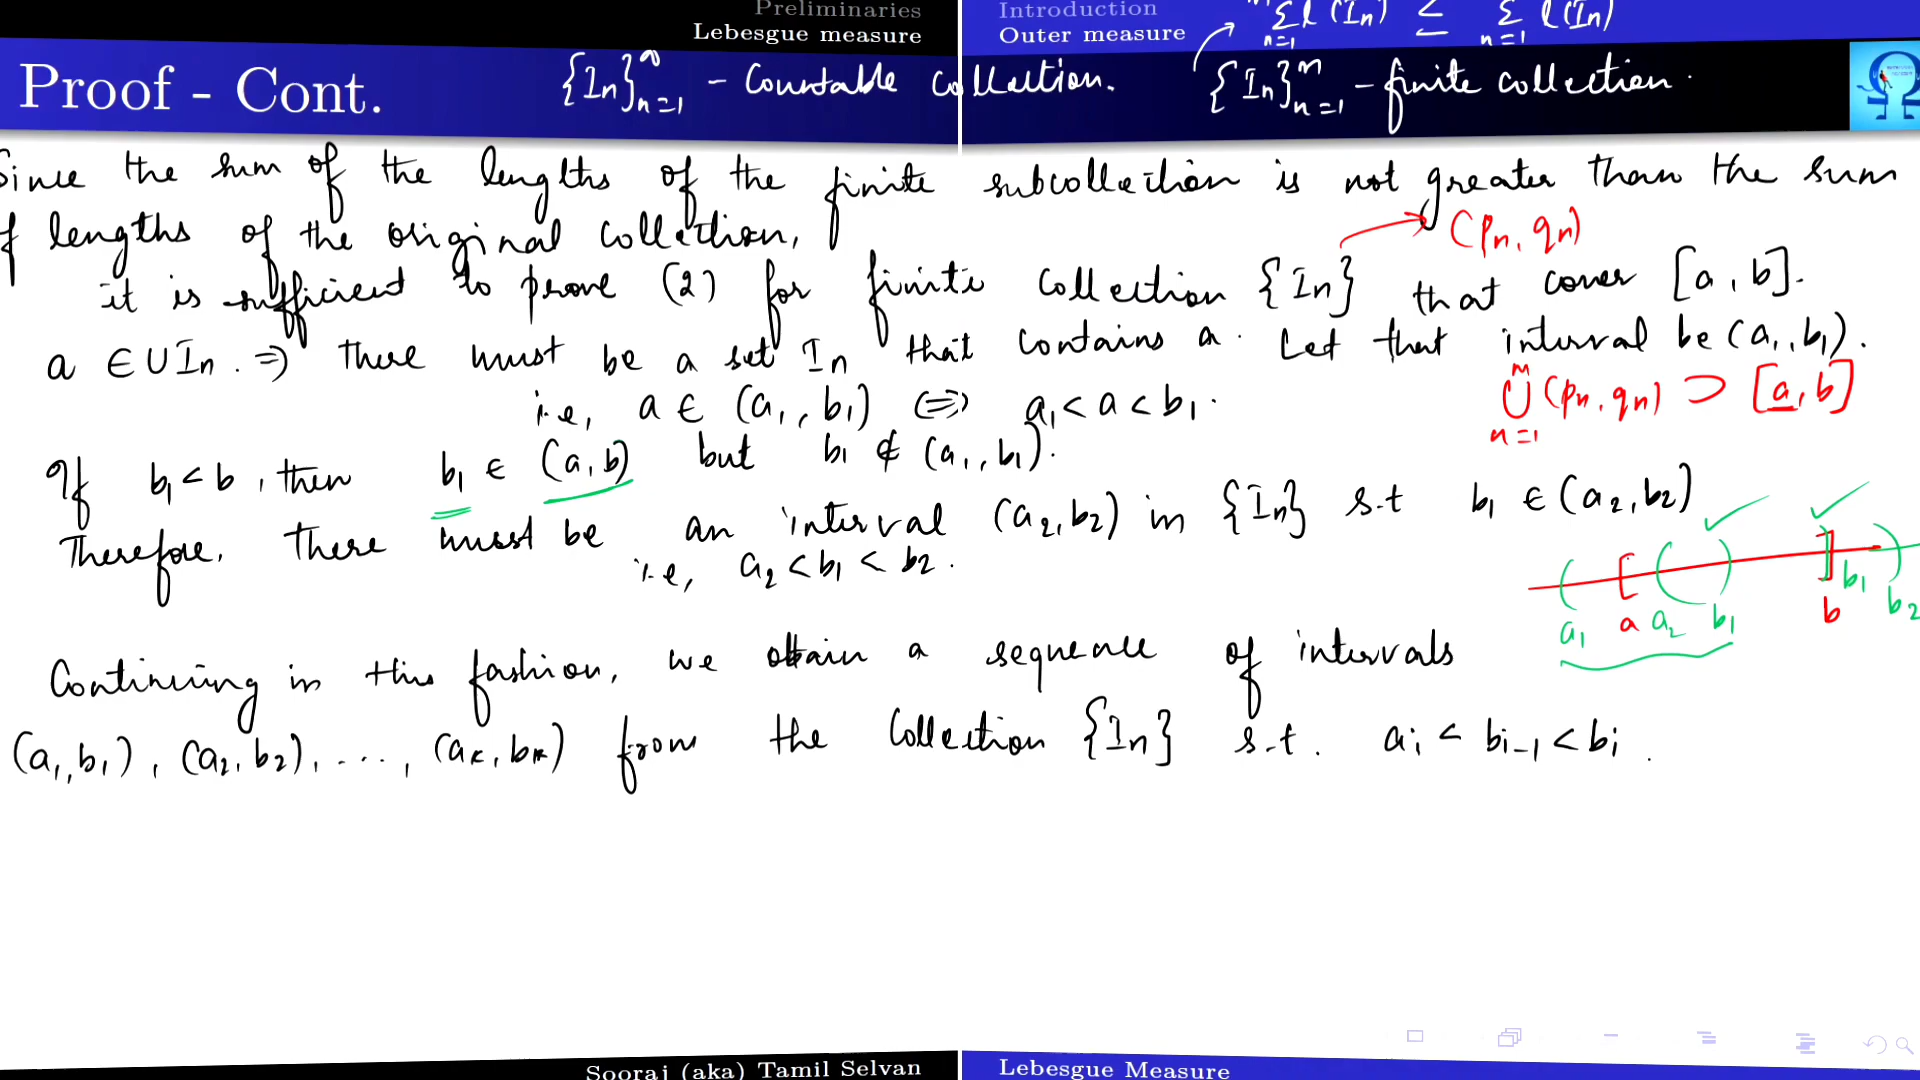 Preliminaries
Lebesgue measure
Introduction
Outer measure
Σ l(In) ≤ Σ l(In)
n=1 n=1
Proof - Cont.
{In}∞n=1 - Countable collection.
{In}mn=1 - finite collection.
Since the sum of the lengths of the finite subcollection is not greater than the sum
of lengths of the original collection,
(pn, qn)
it is sufficient to prove (2) for finite collection {In} that cover [a, b].
a ∈ ∪In. ⇒ there must be a set In that contains a. Let that interval be (a1, b1).
i.e, a ∈ (a1, b1) ⇔ a1 < a < b1.
m ∪ n=1 (pn, qn) ⊃ [a, b]
If b1 < b, then b1 ∈ (a, b) but b1 ∉ (a1, b1).
Therefore, there must be an interval (a2, b2) in {In} s.t b1 ∈ (a2, b2)
i.e, a2 < b1 < b2.
a1 a a2 b1 b b1 b2
Continuing in this fashion, we obtain a sequence of intervals
(a1, b1), (a2, b2), ...., (ak, bk) from the collection {In} s.t. ai < bi-1 < bi.
Sooraj (aka) Tamil Selvan
Lebesgue Measure